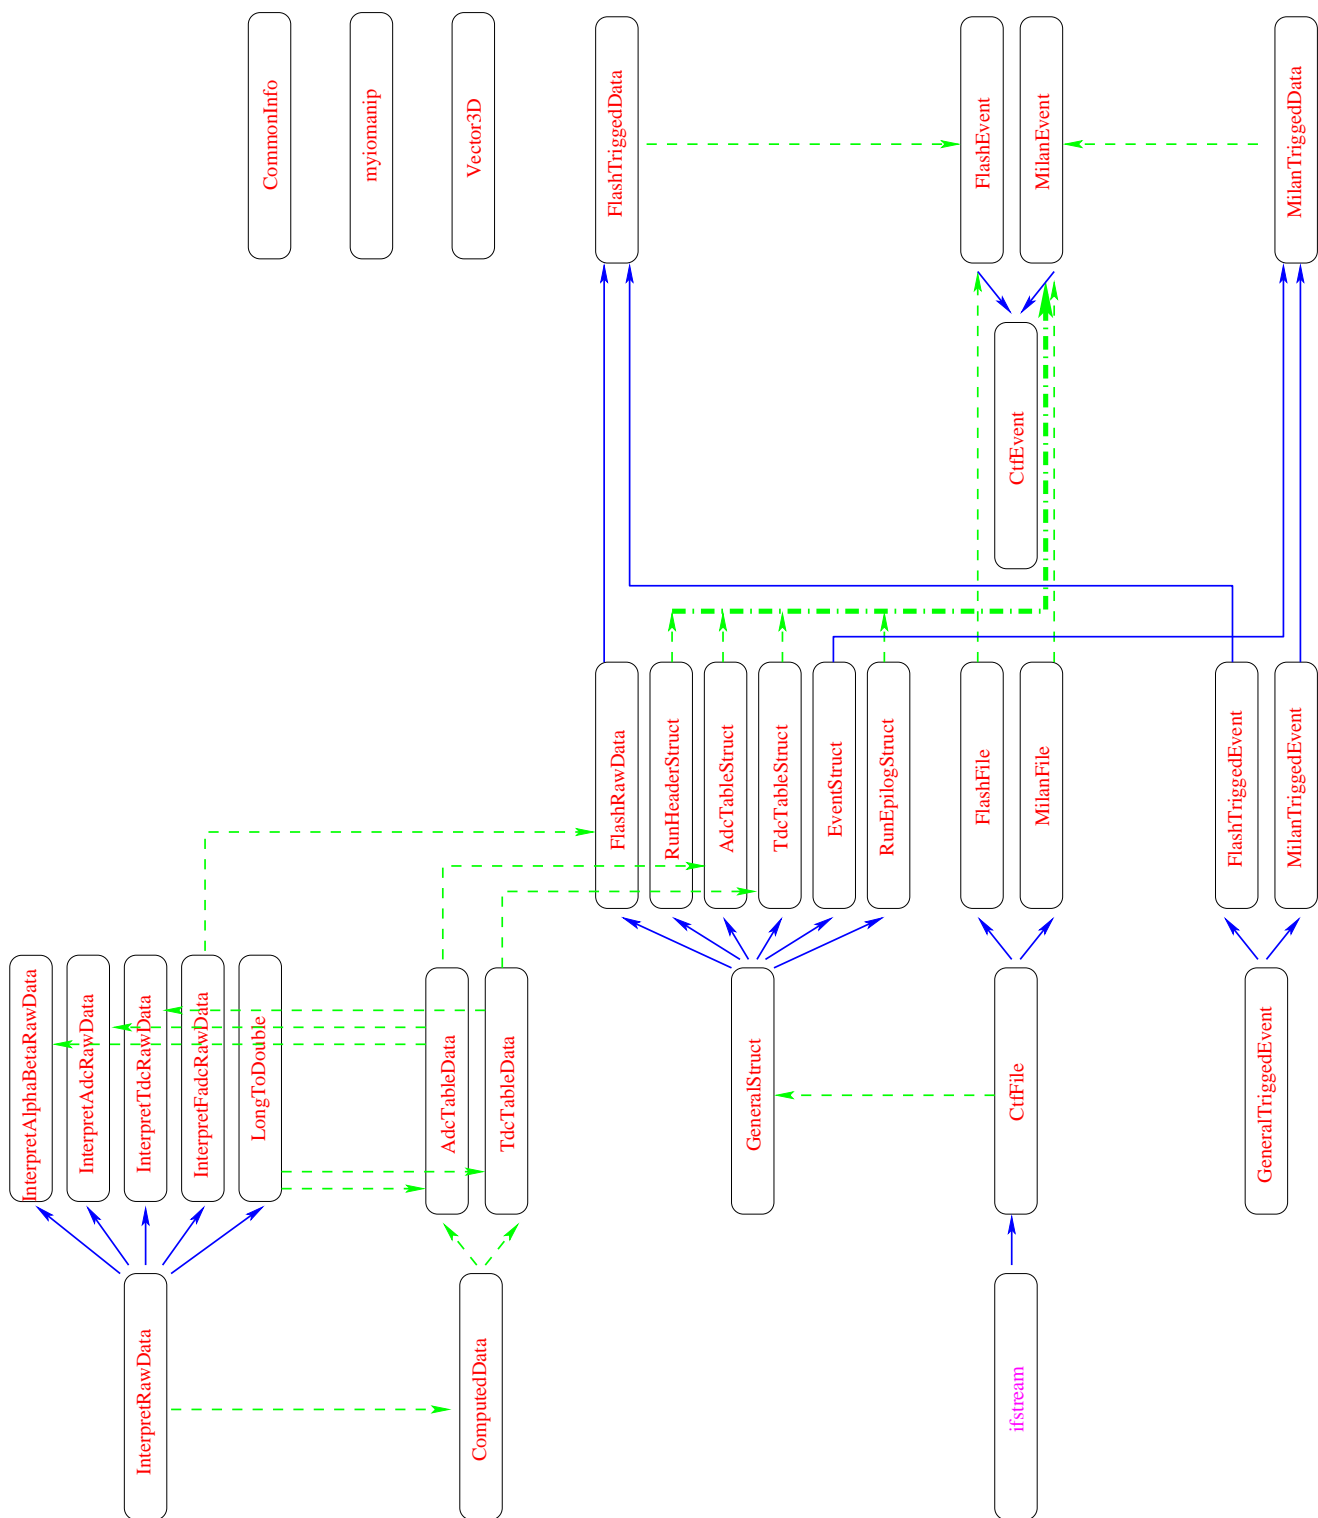 CommonInfo
myiomanip
Vector3D
FlashTriggedData
FlashEvent
MilanEvent
MilanTriggedData
CtfEvent
FlashRawData
RunHeaderStruct
AdcTableStruct
TdcTableStruct
EventStruct
RunEpilogStruct
FlashFile
MilanFile
FlashTriggedEvent
MilanTriggedEvent
InterpretAlphaBetaRawData
InterpretAdcRawData
InterpretTdcRawData
InterpretFadcRawData
LongToDouble
AdcTableData
TdcTableData
GeneralStruct
CtfFile
GeneralTriggedEvent
InterpretRawData
ComputedData
ifstream